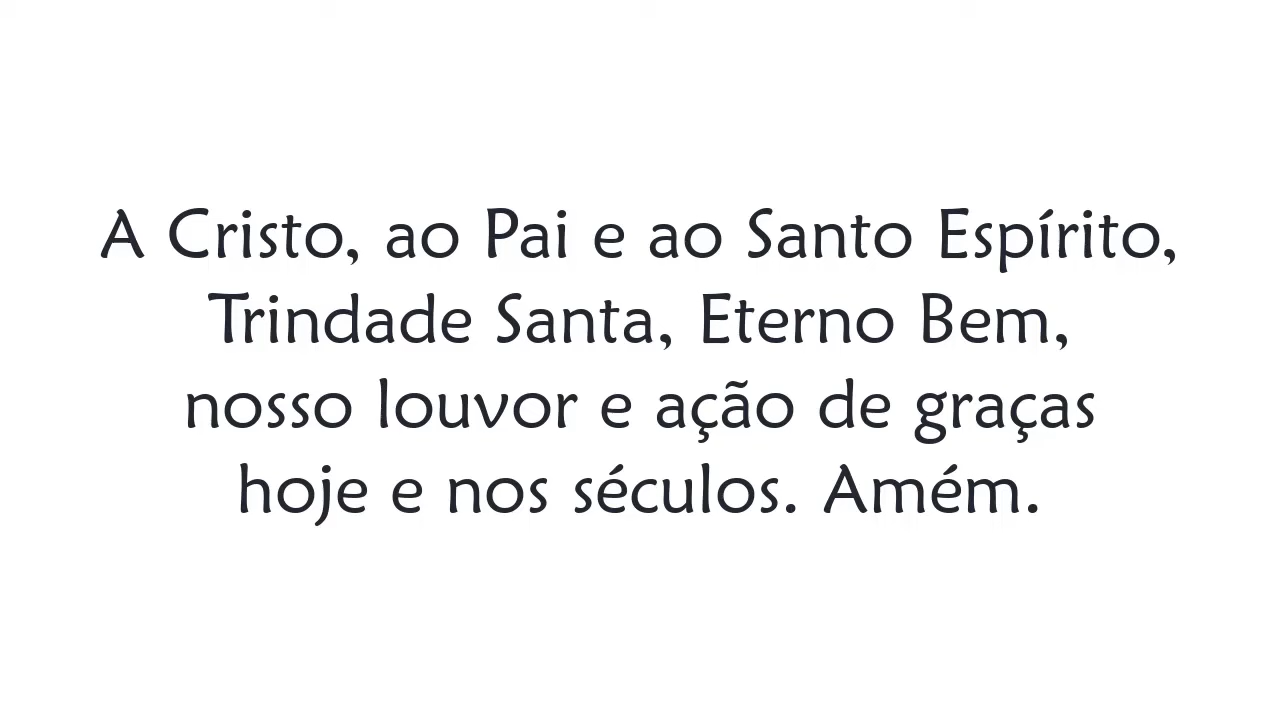 A Cristo, ao Pai e ao Santo Espírito,
Trindade Santa, Eterno Bem,
nosso louvor e ação de graças
hoje e nos séculos. Amém.